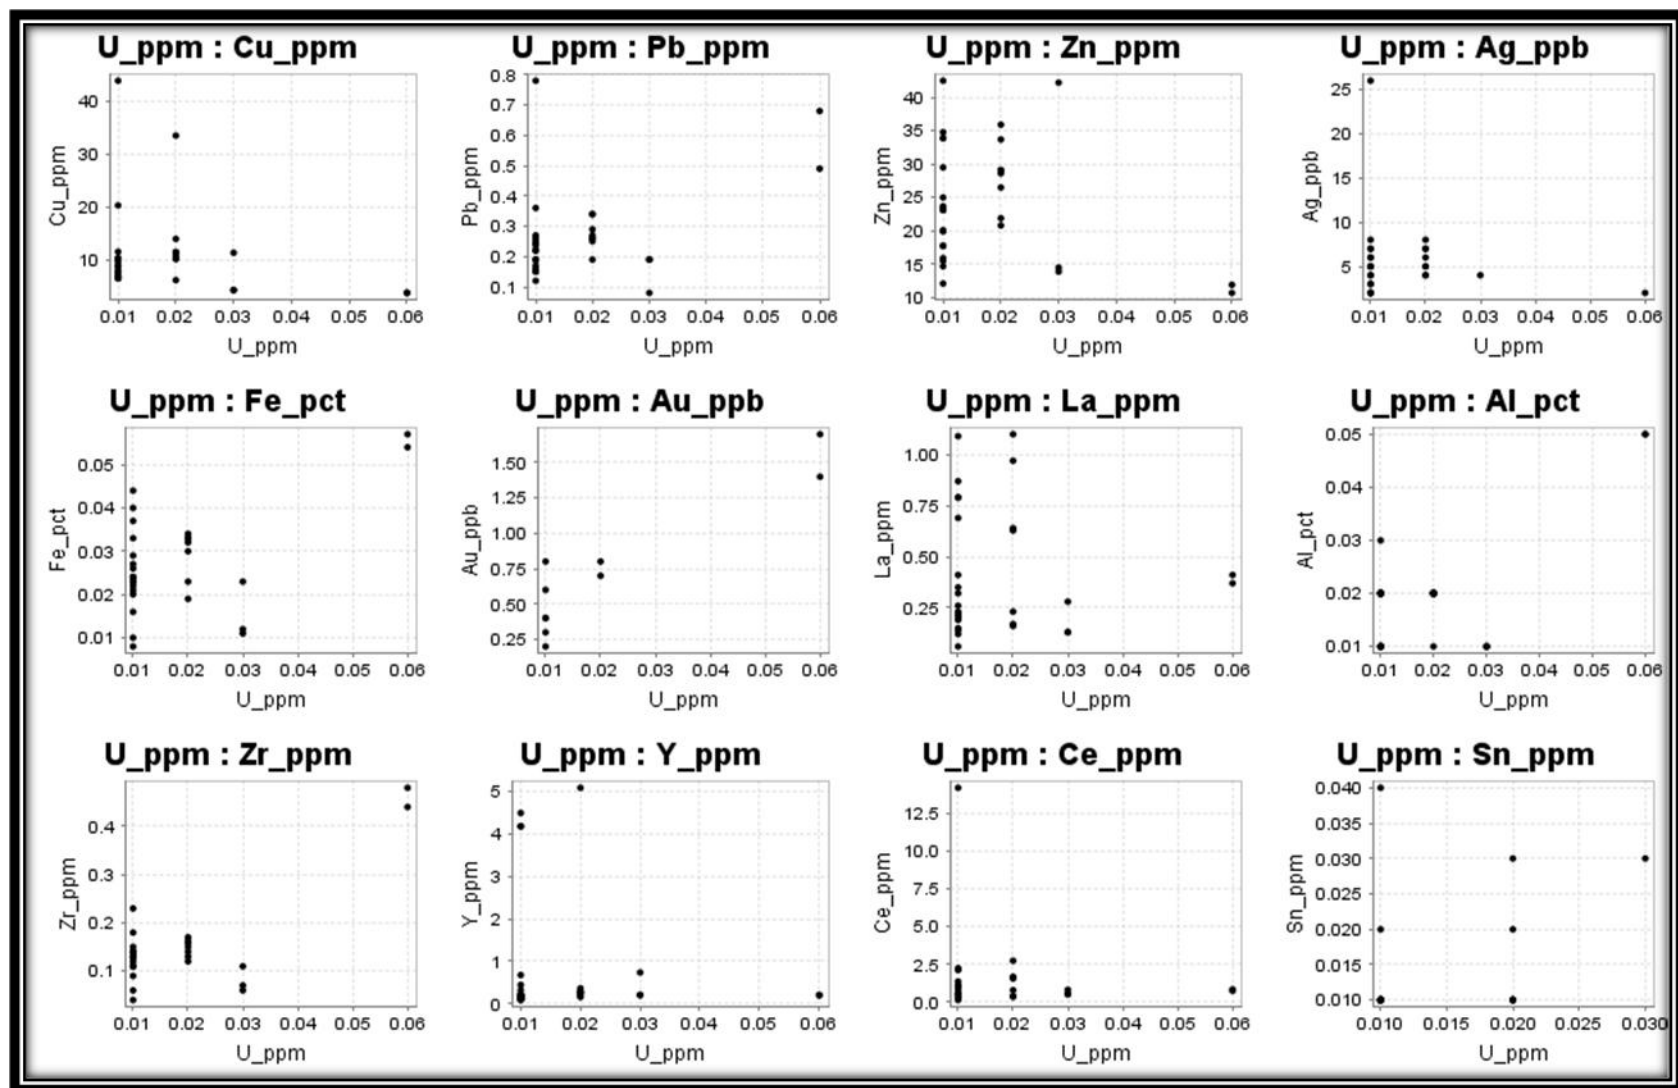 U_ppm : Cu_ppm
40
30
20
10
Cu_ppm
0.01 0.02 0.03 0.04 0.05 0.06
U_ppm
U_ppm : Pb_ppm
0.8
0.7
0.6
0.5
0.4
0.3
0.2
0.1
Pb_ppm
0.01 0.02 0.03 0.04 0.05 0.06
U_ppm
U_ppm : Zn_ppm
40
35
30
25
20
15
10
Zn_ppm
0.01 0.02 0.03 0.04 0.05 0.06
U_ppm
U_ppm : Ag_ppb
25
20
15
10
5
Ag_ppb
0.01 0.02 0.03 0.04 0.05 0.06
U_ppm
U_ppm : Fe_pct
0.05
0.04
0.03
0.02
0.01
Fe_pct
0.01 0.02 0.03 0.04 0.05 0.06
U_ppm
U_ppm : Au_ppb
1.50
1.25
1.00
0.75
0.50
0.25
Au_ppb
0.01 0.02 0.03 0.04 0.05 0.06
U_ppm
U_ppm : La_ppm
1.00
0.75
0.50
0.25
La_ppm
0.01 0.02 0.03 0.04 0.05 0.06
U_ppm
U_ppm : Al_pct
0.05
0.04
0.03
0.02
0.01
Al_pct
0.01 0.02 0.03 0.04 0.05 0.06
U_ppm
U_ppm : Zr_ppm
0.4
0.3
0.2
0.1
Zr_ppm
0.01 0.02 0.03 0.04 0.05 0.06
U_ppm
U_ppm : Y_ppm
5
4
3
2
1
0
Y_ppm
0.01 0.02 0.03 0.04 0.05 0.06
U_ppm
U_ppm : Ce_ppm
12.5
10.0
7.5
5.0
2.5
0.0
Ce_ppm
0.01 0.02 0.03 0.04 0.05 0.06
U_ppm
U_ppm : Sn_ppm
0.040
0.035
0.030
0.025
0.020
0.015
0.010
Sn_ppm
0.010 0.015 0.020 0.025 0.030
U_ppm